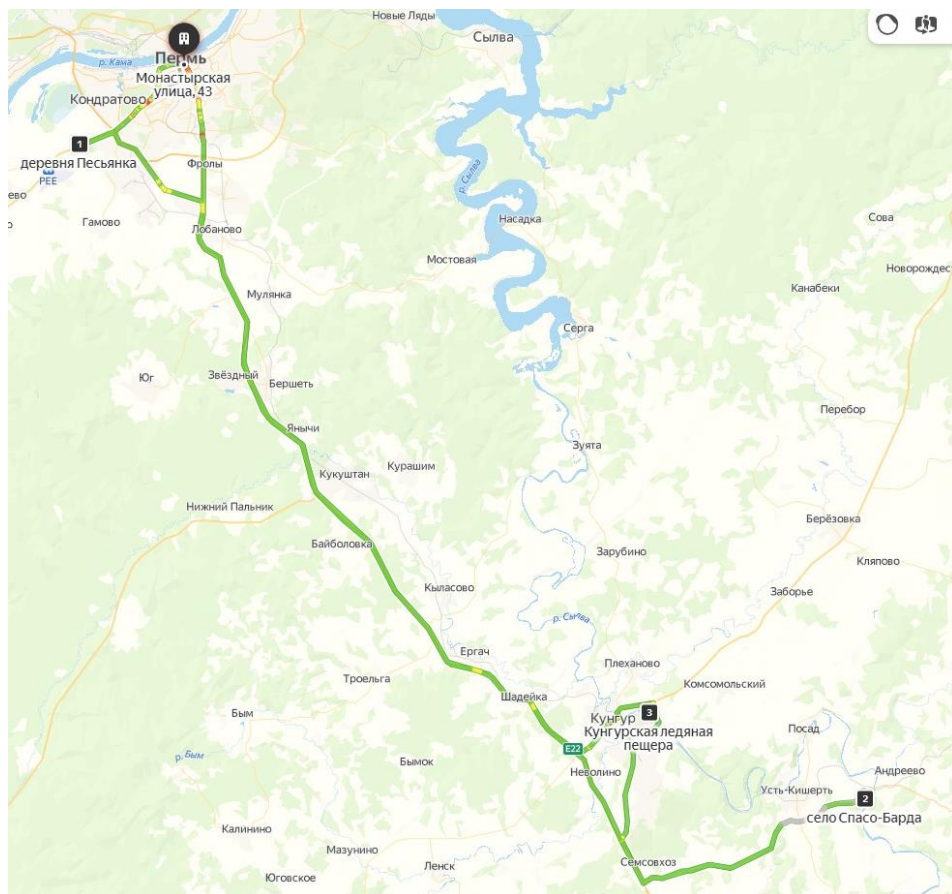 Новые Ляды
Сылва
р. Кама
Пермь
Монастырская
улица, 43
Кондратово
1
деревня Песьянка
Фролы
ево
PEE
Гамово
р. Сылва
Насадка
Сова
Лобаново
Мостовая
Новорождес
Мулянка
Канабеки
Серга
Юг
Звёздный
Бершеть
Перебор
Янычи
Зуята
Кукуштан
Курашим
Нижний Пальник
Берёзовка
Байболовка
Зарубино
Кляпово
Кыласово
Заборье
р. Сылва
Ергач
Плеханово
Троельга
Комсомольский
Шадейка
Бым
3
Кунгур
Кунгурская ледяная
пещера
Посад
E22
р. Бым
Бымок
Неволино
Андреево
Усть-Кишерть
2
село Спасо-Барда
Калинино
Мазунино
Ленск
Семсовхоз
Юговское